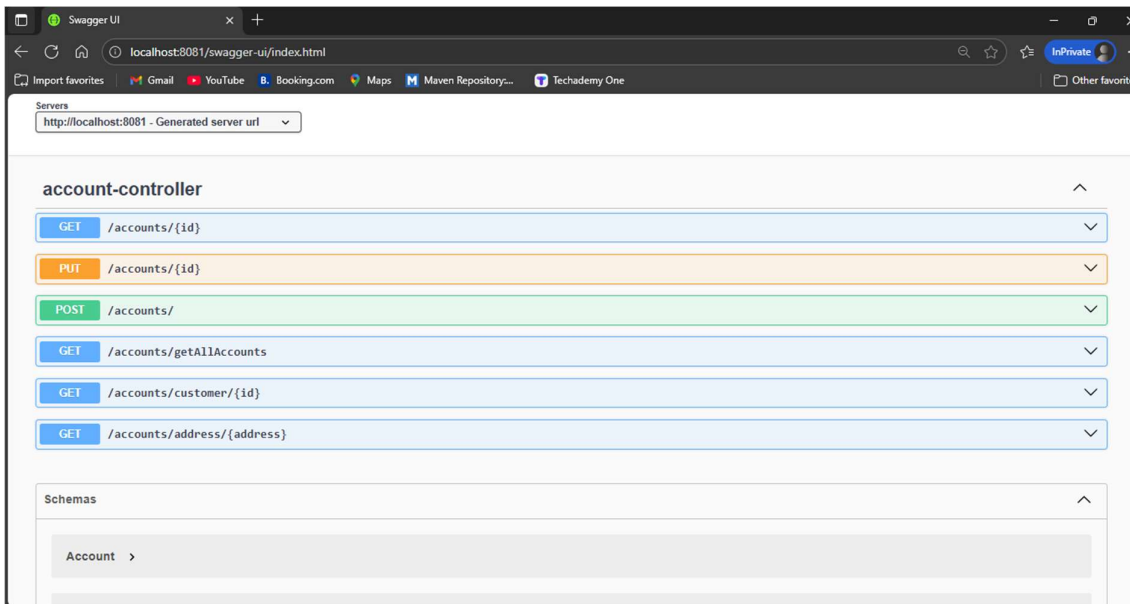 Swagger UI
localhost:8081/swagger-ui/index.html
InPrivate
Import favorites Gmail YouTube B. Booking.com Maps M Maven Repository:... T Techademy One Other favorit
Servers
http://localhost:8081 - Generated server url
account-controller
GET /accounts/{id}
PUT /accounts/{id}
POST /accounts/
GET /accounts/getAllAccounts
GET /accounts/customer/{id}
GET /accounts/address/{address}
Schemas
Account